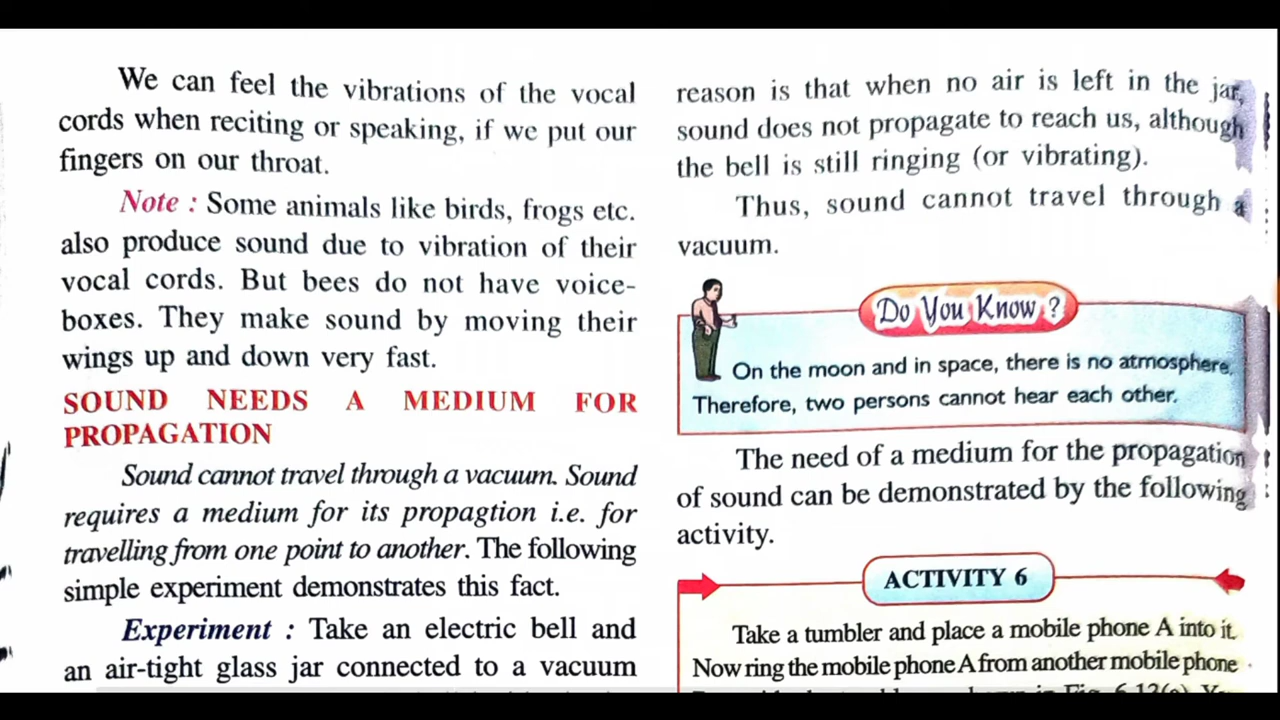 We can feel the vibrations of the vocal
cords when reciting or speaking, if we put our
fingers on our throat.
Note : Some animals like birds, frogs etc.
also produce sound due to vibration of their
vocal cords. But bees do not have voice-
boxes. They make sound by moving their
wings up and down very fast.
SOUND NEEDS A MEDIUM FOR
PROPAGATION
Sound cannot travel through a vacuum. Sound
requires a medium for its propagtion i.e. for
travelling from one point to another. The following
simple experiment demonstrates this fact.
Experiment : Take an electric bell and
an air-tight glass jar connected to a vacuum
reason is that when no air is left in the jar,
sound does not propagate to reach us, although
the bell is still ringing (or vibrating).
Thus, sound cannot travel through a
vacuum.
Do You Know ?
On the moon and in space, there is no atmosphere.
Therefore, two persons cannot hear each other.
The need of a medium for the propagation
of sound can be demonstrated by the following
activity.
ACTIVITY 6
Take a tumbler and place a mobile phone A into it.
Now ring the mobile phone A from another mobile phone